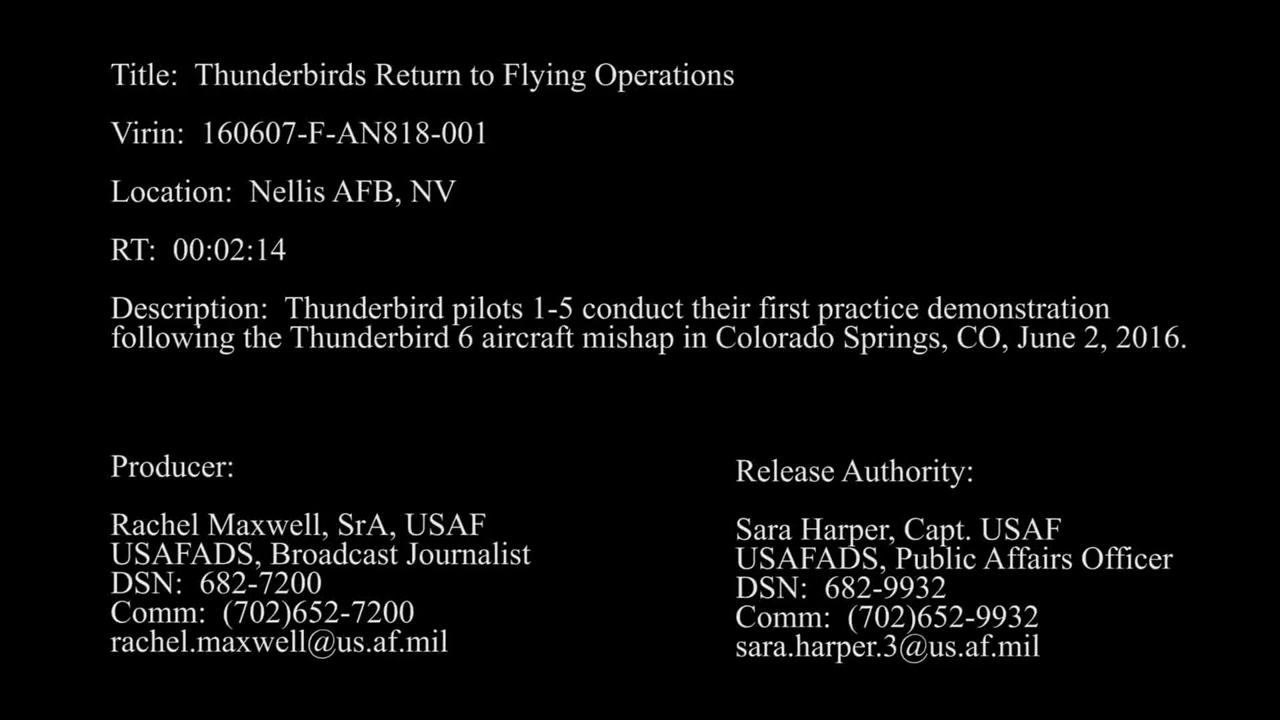 Title:  Thunderbirds Return to Flying Operations
Virin:  160607-F-AN818-001
Location:  Nellis AFB, NV
RT:  00:02:14
Description:  Thunderbird pilots 1-5 conduct their first practice demonstration
following the Thunderbird 6 aircraft mishap in Colorado Springs, CO, June 2, 2016.
Producer:
Rachel Maxwell, SrA, USAF
USAFADS, Broadcast Journalist
DSN:  682-7200
Comm:  (702)652-7200
rachel.maxwell@us.af.mil
Release Authority:
Sara Harper, Capt. USAF
USAFADS, Public Affairs Officer
DSN:  682-9932
Comm:  (702)652-9932
sara.harper.3@us.af.mil